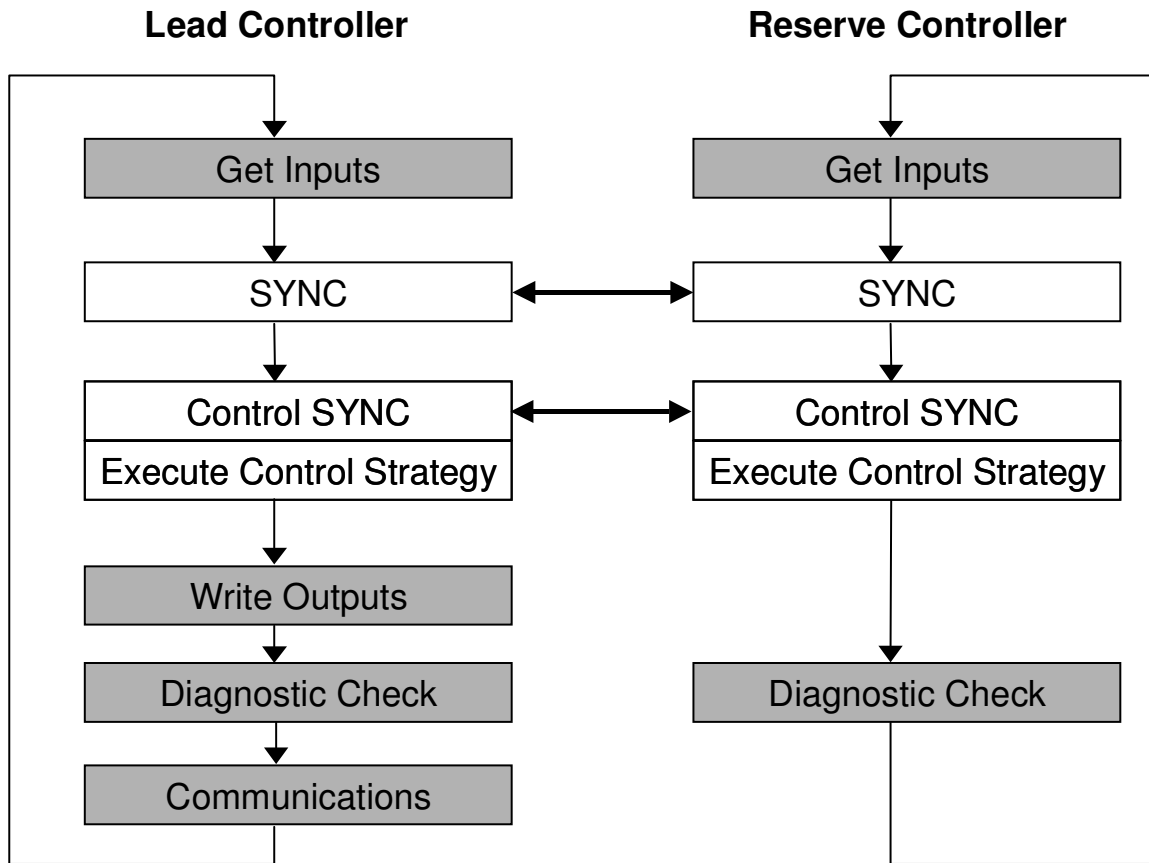 Lead Controller
Reserve Controller
Get Inputs
Get Inputs
SYNC
SYNC
Control SYNC
Control SYNC
Execute Control Strategy
Execute Control Strategy
Write Outputs
Diagnostic Check
Diagnostic Check
Communications